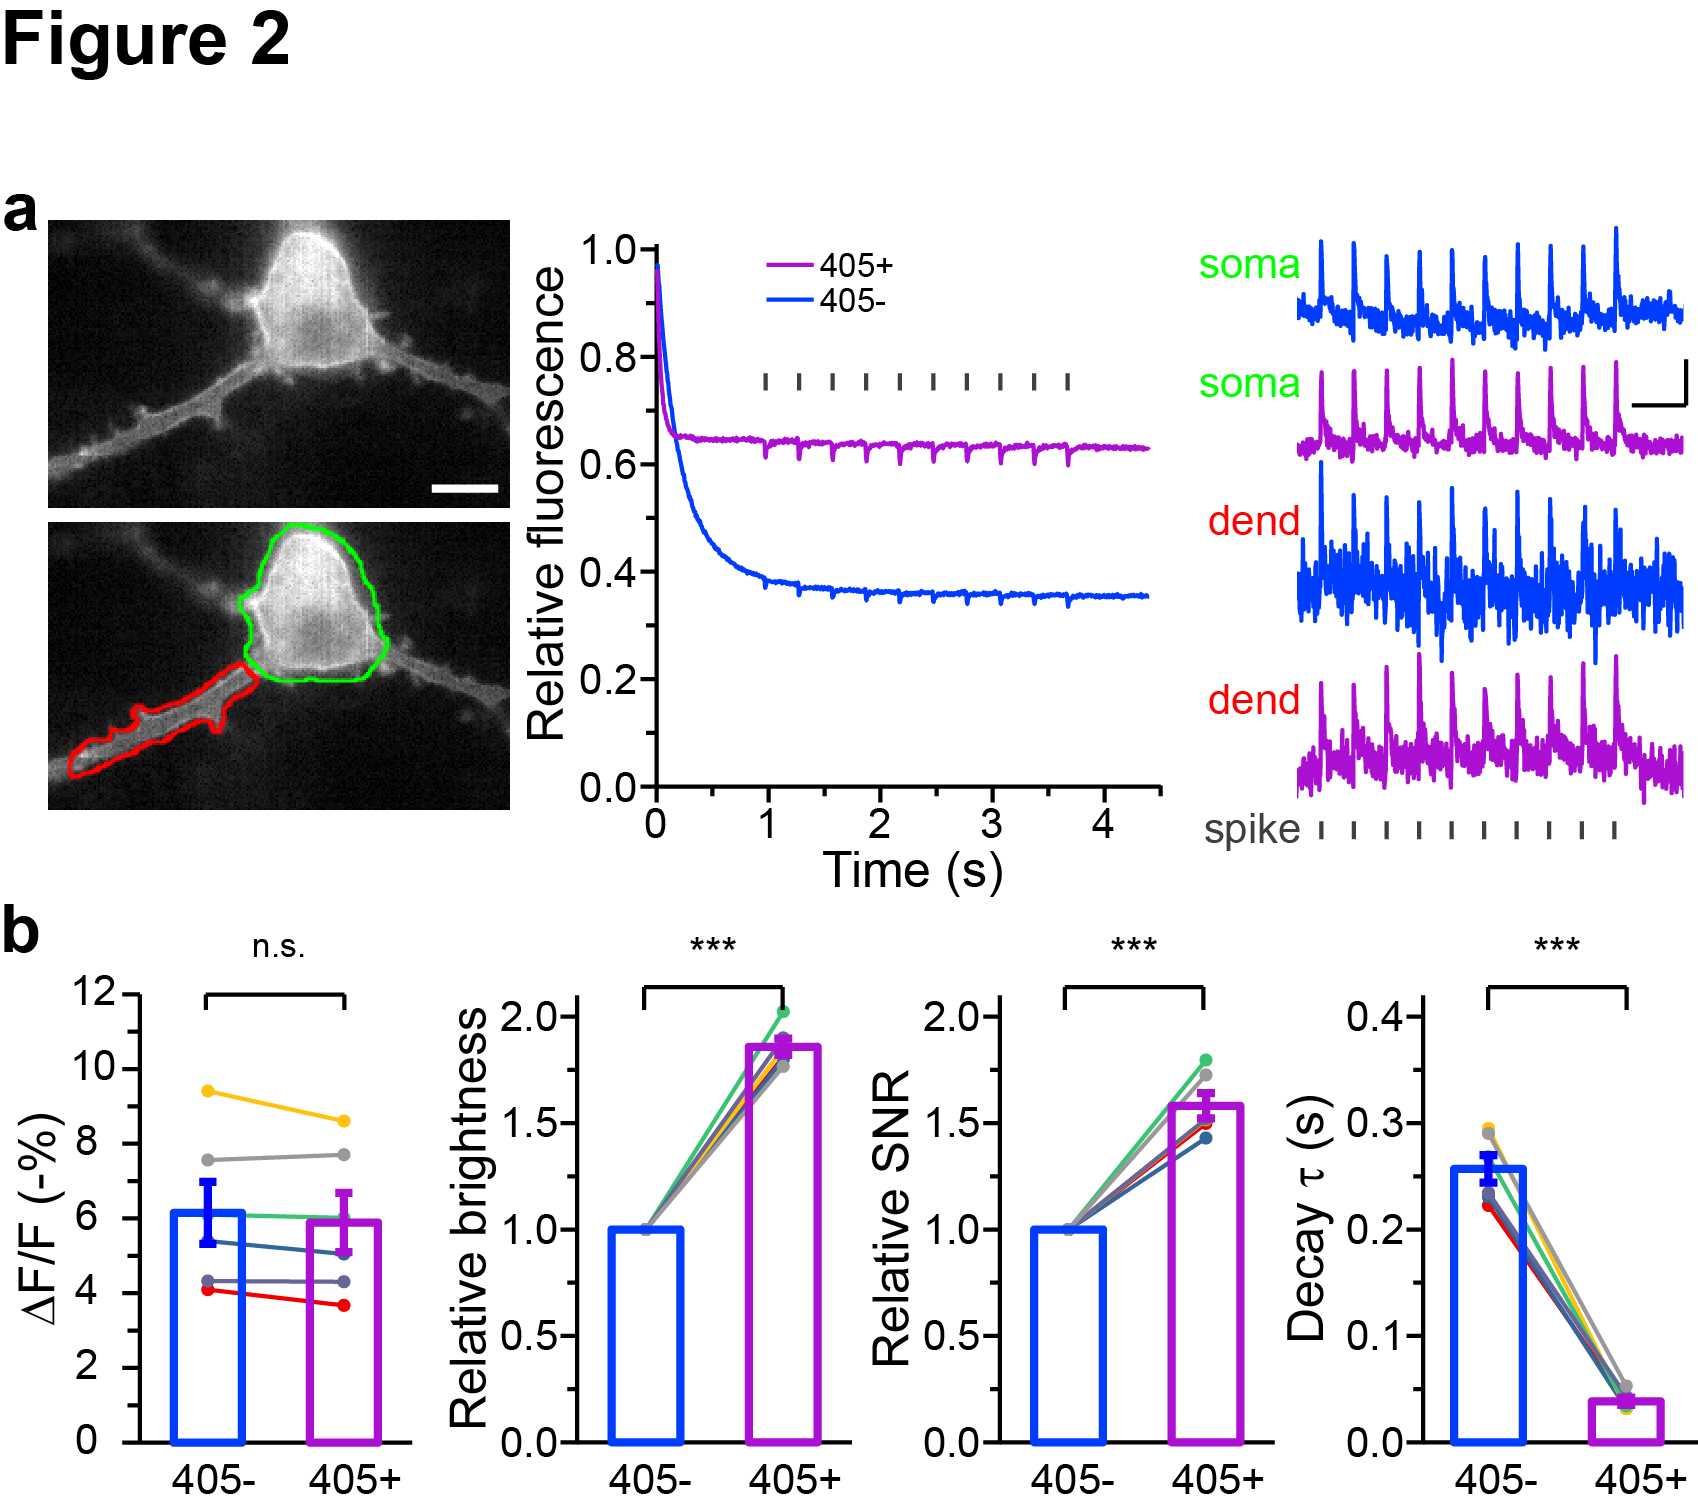 Figure 2
a
Relative fluorescence
1.0
0.8
0.6
0.4
0.2
0.0
405+
405-
0 1 2 3 4
Time (s)
soma
soma
dend
dend
spike
b
n.s.
ΔF/F (-%)
12
10
8
6
4
2
0
405- 405+
***
Relative brightness
2.0
1.5
1.0
0.5
0.0
405- 405+
***
Relative SNR
2.0
1.5
1.0
0.5
0.0
405- 405+
***
Decay τ (s)
0.4
0.3
0.2
0.1
0.0
405- 405+